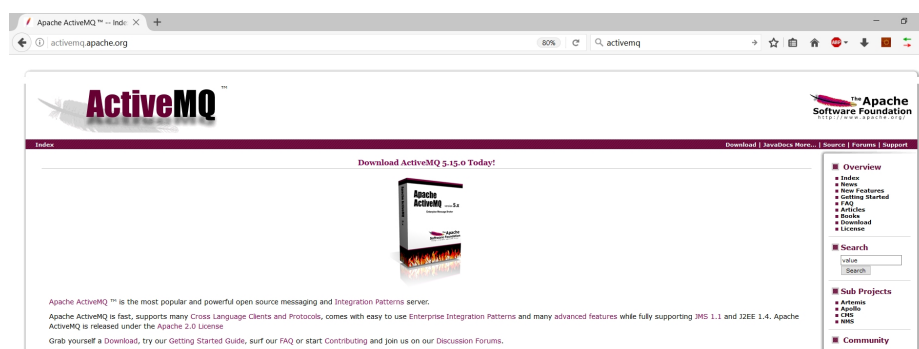 Apache ActiveMQ ™ -- Inde
activemq.apache.org
80%
activemq
ABP
ActiveMQ ™
The Apache
Software Foundation
http://www.apache.org/
Index
Download | JavaDocs More... | Source | Forums | Support
Download ActiveMQ 5.15.0 Today!
Apache
ActiveMQ
5.x
Apache
Software Foundation
Apache ActiveMQ ™ is the most popular and powerful open source messaging and Integration Patterns server.
Apache ActiveMQ is fast, supports many Cross Language Clients and Protocols, comes with easy to use Enterprise Integration Patterns and many advanced features while fully supporting JMS 1.1 and J2EE 1.4. Apache
ActiveMQ is released under the Apache 2.0 License
Grab yourself a Download, try our Getting Started Guide, surf our FAQ or start Contributing and join us on our Discussion Forums.
Overview
Index
News
New Features
Getting Started
FAQ
Articles
Books
Download
License
Search
value
Search
Sub Projects
Artemis
Apollo
CMS
NMS
Community